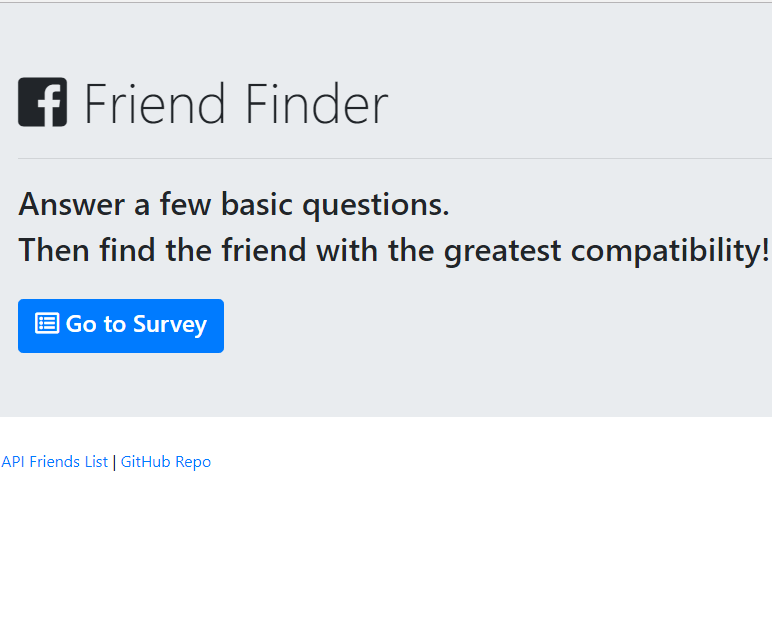 Friend Finder
Answer a few basic questions.
Then find the friend with the greatest compatibility!
Go to Survey
API Friends List | GitHub Repo